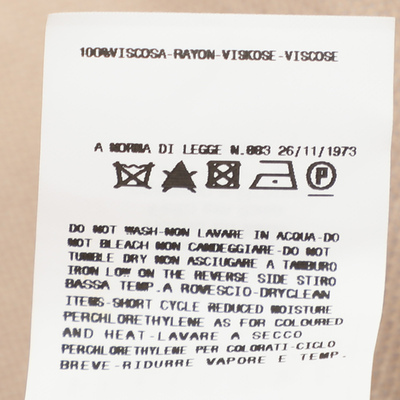 100%VISCOSA-RAYON-VISKOSE-VISCOSE
A NORMA DI LEGGE N.883 26/11/1973
P
DO NOT WASH-NON LAVARE IN ACQUA-DO
NOT BLEACH NON CANDEGGIARE-DO NOT
TUMBLE DRY NON ASCIUGARE A TAMBURO
IRON LOW ON THE REVERSE SIDE STIRO
BASSA TEMP.A ROVESCIO-DRYCLEAN
ITEMS-SHORT CYCLE REDUCED MOISTURE
PERCHLORETHYLENE AS FOR COLOURED
AND HEAT-LAVARE A SECCO
PERCHLORETHYLENE PER COLORATI-CICLO
BREVE-RIDURRE VAPORE E TEMP.